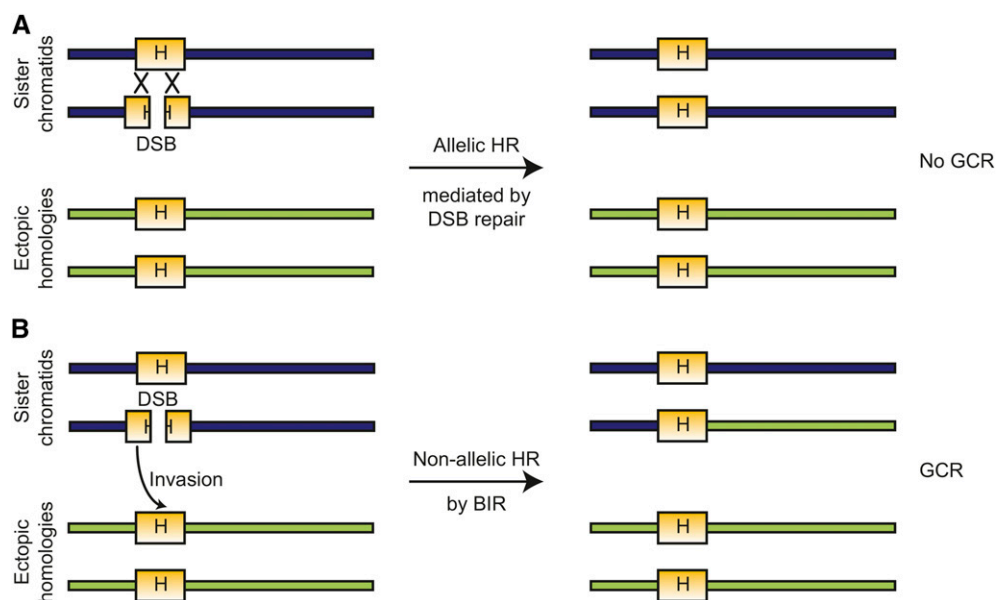 A
Sister
chromatids
H
H H
DSB
Ectopic
homologies
H
H
Allelic HR
mediated by
DSB repair
H
H
H
H
No GCR
B
Sister
chromatids
H
DSB
H H
Invasion
Ectopic
homologies
H
H
Non-allelic HR
by BIR
H
H
H
H
GCR